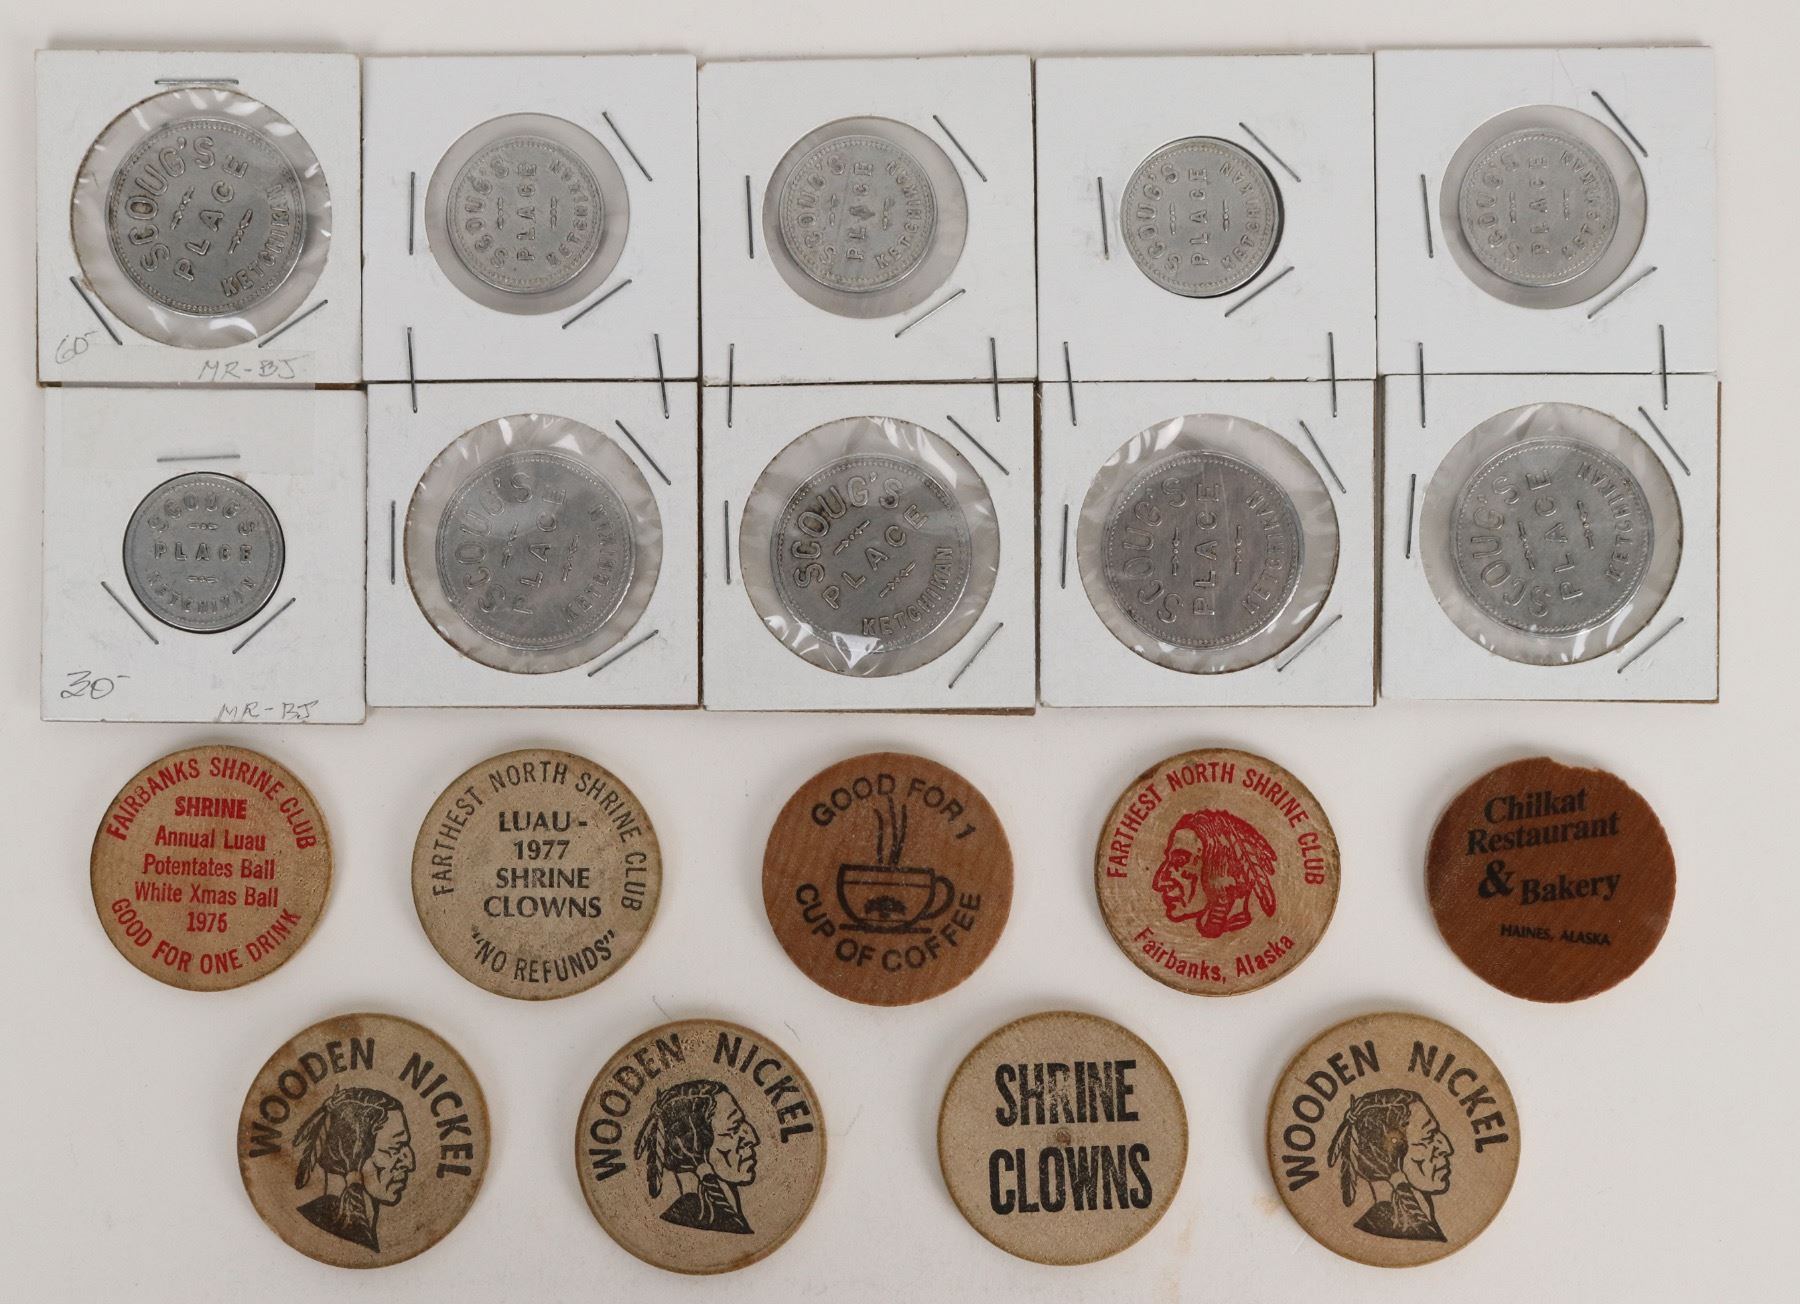 SCOUG'S
PLACE
KETCHIKAN
60-
MR-BJ
SCOUG'S
PLACE
KETCHIKAN
SCOUG'S
PLACE
KETCHIKAN
SCOUG'S
PLACE
KETCHIKAN
SCOUG'S
PLACE
KETCHIKAN
SCOUG'S
PLACE
KETCHIKAN
30-
MR-BJ
SCOUG'S
PLACE
KETCHIKAN
SCOUG'S
PLACE
KETCHIKAN
SCOUG'S
PLACE
KETCHIKAN
SCOUG'S
PLACE
KETCHIKAN
FAIRBANKS SHRINE CLUB
SHRINE
Annual Luau
Potentates Ball
White Xmas Ball
1976
GOOD FOR ONE DRINK
FARTHEST NORTH SHRINE CLUB
LUAU-
1977
SHRINE
CLOWNS
"NO REFUNDS"
GOOD FOR 1
CUP OF COFFEE
FARTHEST NORTH SHRINE CLUB
Fairbanks, Alaska
Chilkat
Restaurant
& Bakery
HAINES, ALASKA
WOODEN NICKEL
WOODEN NICKEL
SHRINE
CLOWNS
WOODEN NICKEL